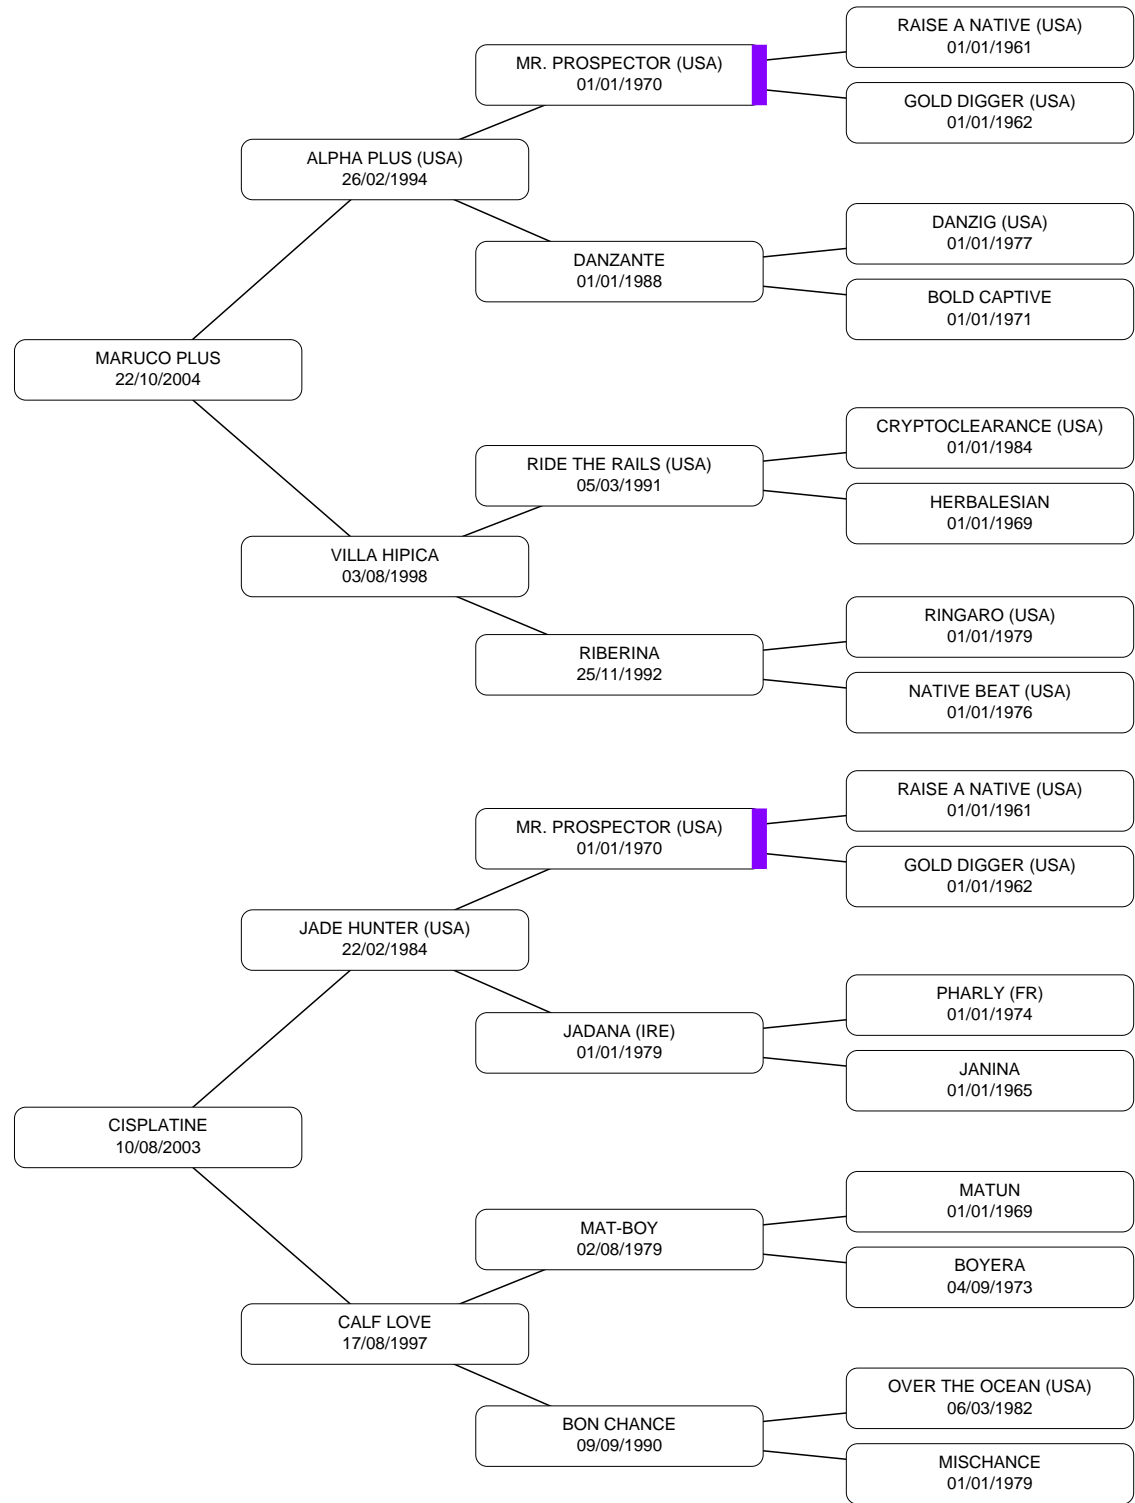 RAISE A NATIVE (USA)
01/01/1961
MR. PROSPECTOR (USA)
01/01/1970
GOLD DIGGER (USA)
01/01/1962
ALPHA PLUS (USA)
26/02/1994
DANZIG (USA)
01/01/1977
DANZANTE
01/01/1988
BOLD CAPTIVE
01/01/1971
MARUCO PLUS
22/10/2004
CRYPTOCLEARANCE (USA)
01/01/1984
RIDE THE RAILS (USA)
05/03/1991
HERBALESIAN
01/01/1969
VILLA HIPICA
03/08/1998
RINGARO (USA)
01/01/1979
RIBERINA
25/11/1992
NATIVE BEAT (USA)
01/01/1976
RAISE A NATIVE (USA)
01/01/1961
MR. PROSPECTOR (USA)
01/01/1970
GOLD DIGGER (USA)
01/01/1962
JADE HUNTER (USA)
22/02/1984
PHARLY (FR)
01/01/1974
JADANA (IRE)
01/01/1979
JANINA
01/01/1965
CISPLATINE
10/08/2003
MATUN
01/01/1969
MAT-BOY
02/08/1979
BOYERA
04/09/1973
CALF LOVE
17/08/1997
OVER THE OCEAN (USA)
06/03/1982
BON CHANCE
09/09/1990
MISCHANCE
01/01/1979